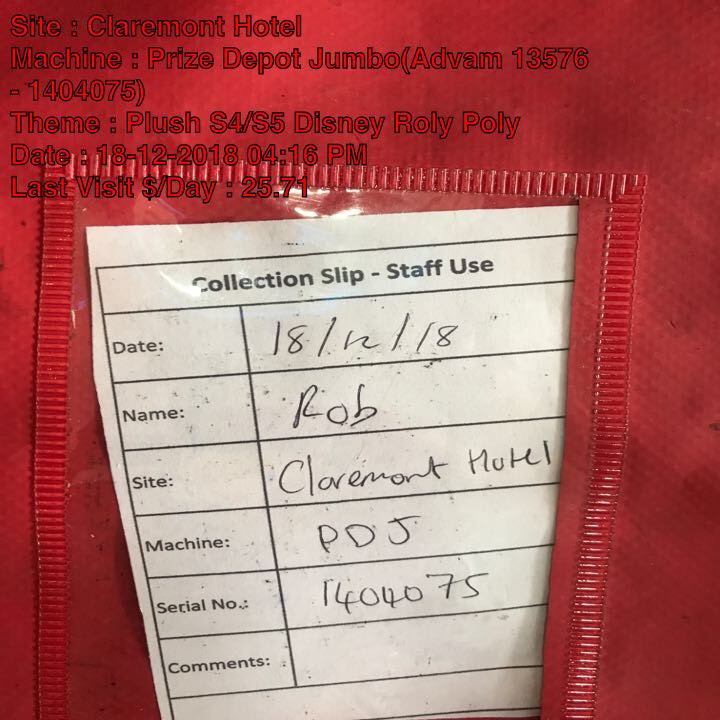 Site : Claremont Hotel
Machine : Prize Depot Jumbo(Advam 13576
- 1404075)
Theme : Plush S4/S5 Disney Roly Poly
Date : 18-12-2018 04:16 PM
Last Visit $/Day : 25.71
Collection Slip - Staff Use
Date: 18/12/18
Name: Rob
Site: Claremont Hotel
Machine: PDJ
Serial No.: 1404075
Comments: